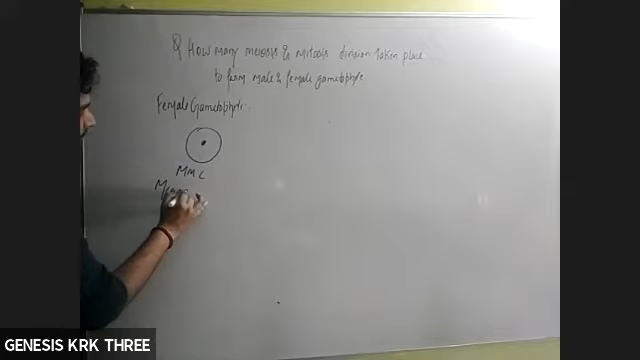 Q How many meiosis & mitosis division taken place
to form male & female gametophyte
Female Gametophyte:-
MMC
GENESIS KRK THREE